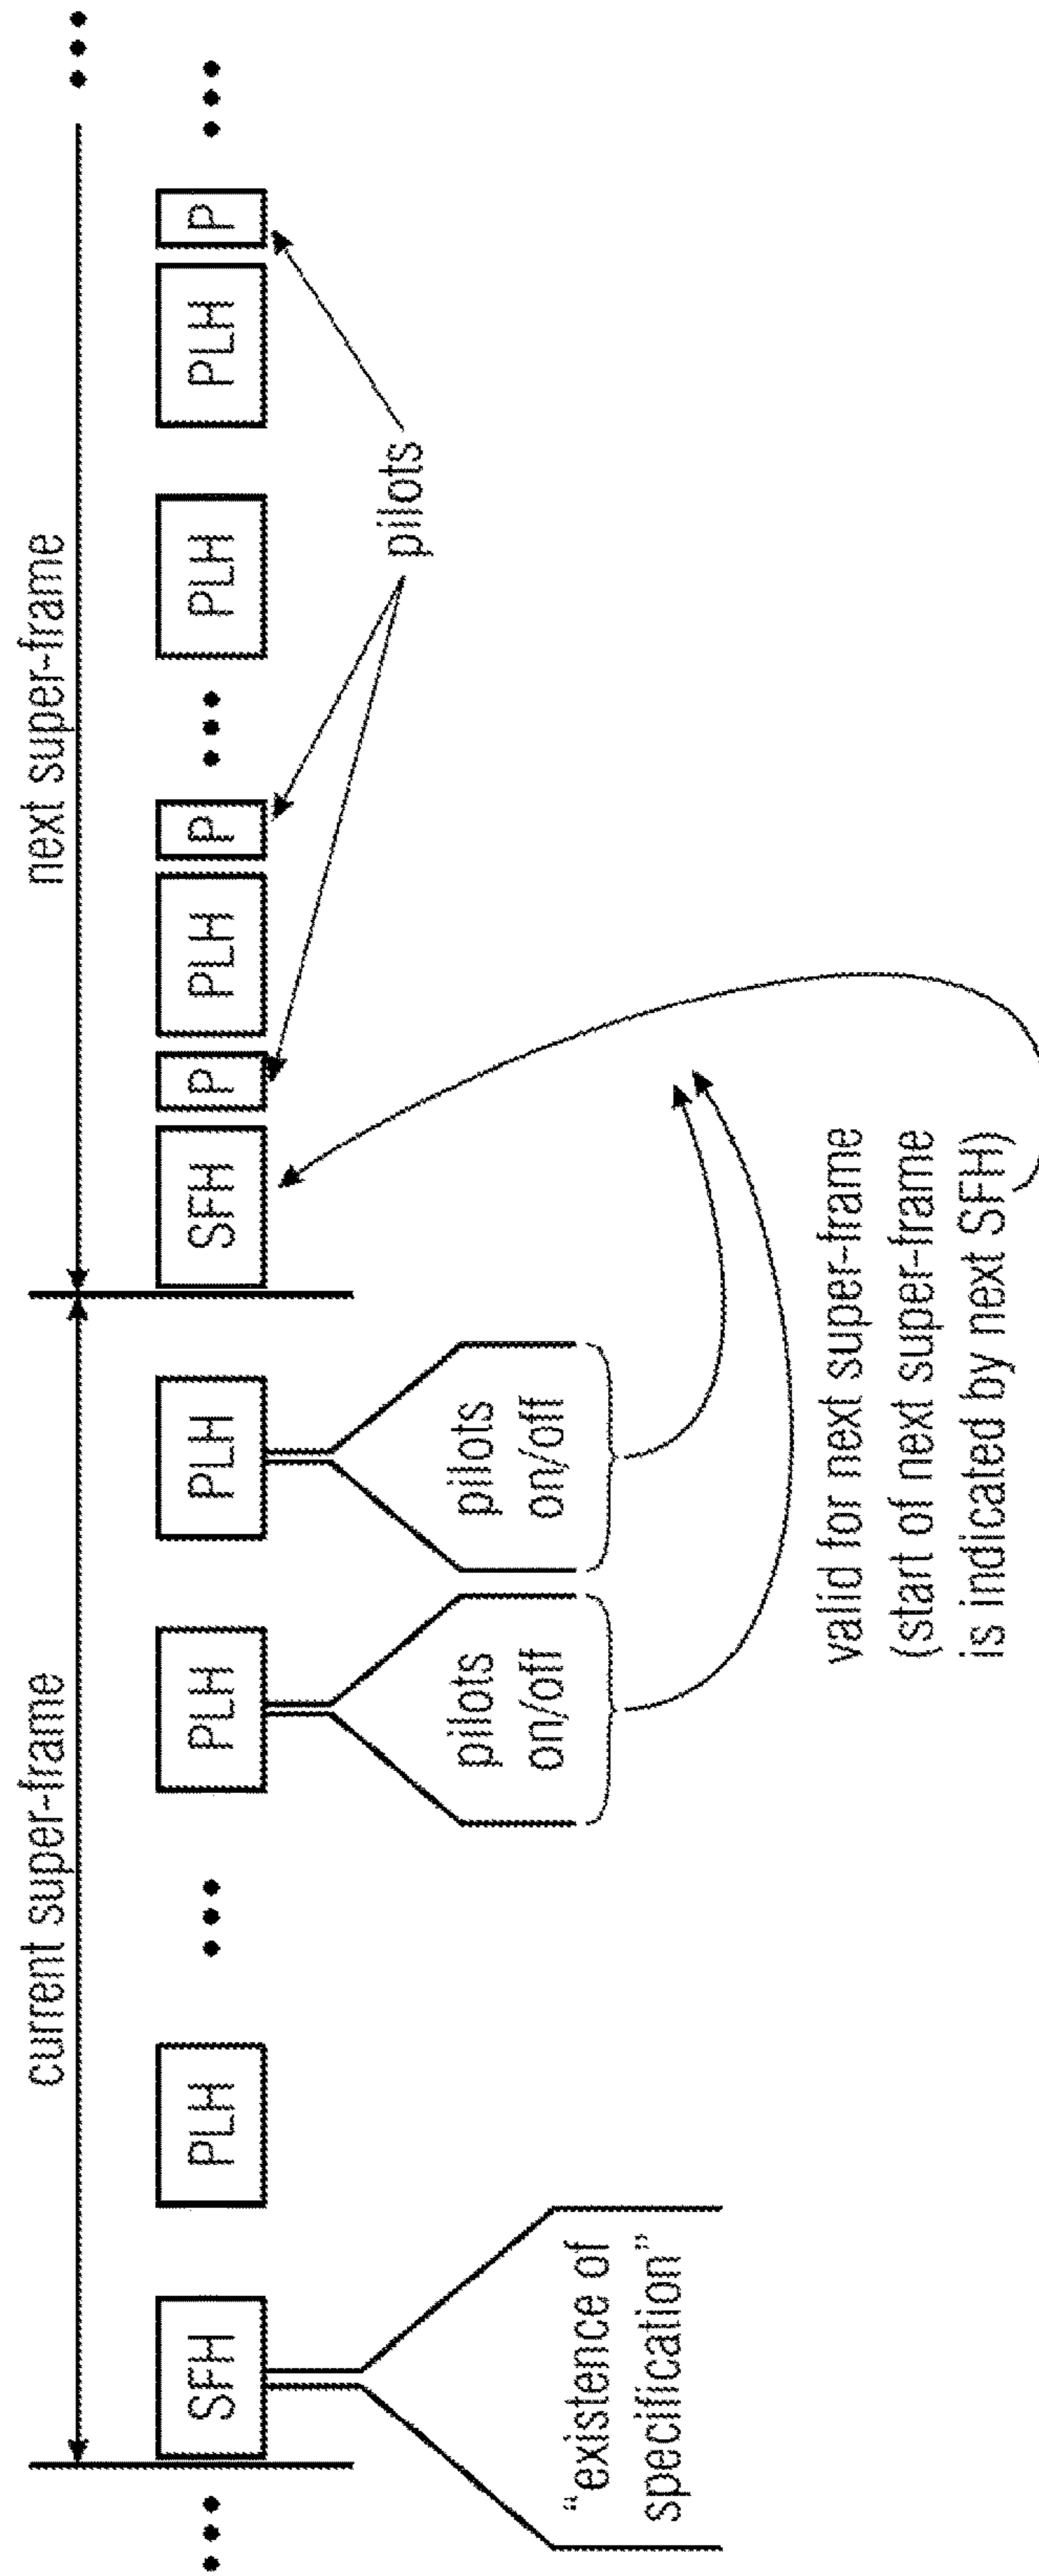 current super-frame
next super-frame
SFH
PLH
PLH
PLH
SFH
P
PLH
P
PLH
PLH
P
"existence of
specification"
pilots
on/off
pilots
on/off
pilots
valid for next super-frame
(start of next super-frame
is indicated by next SFH)